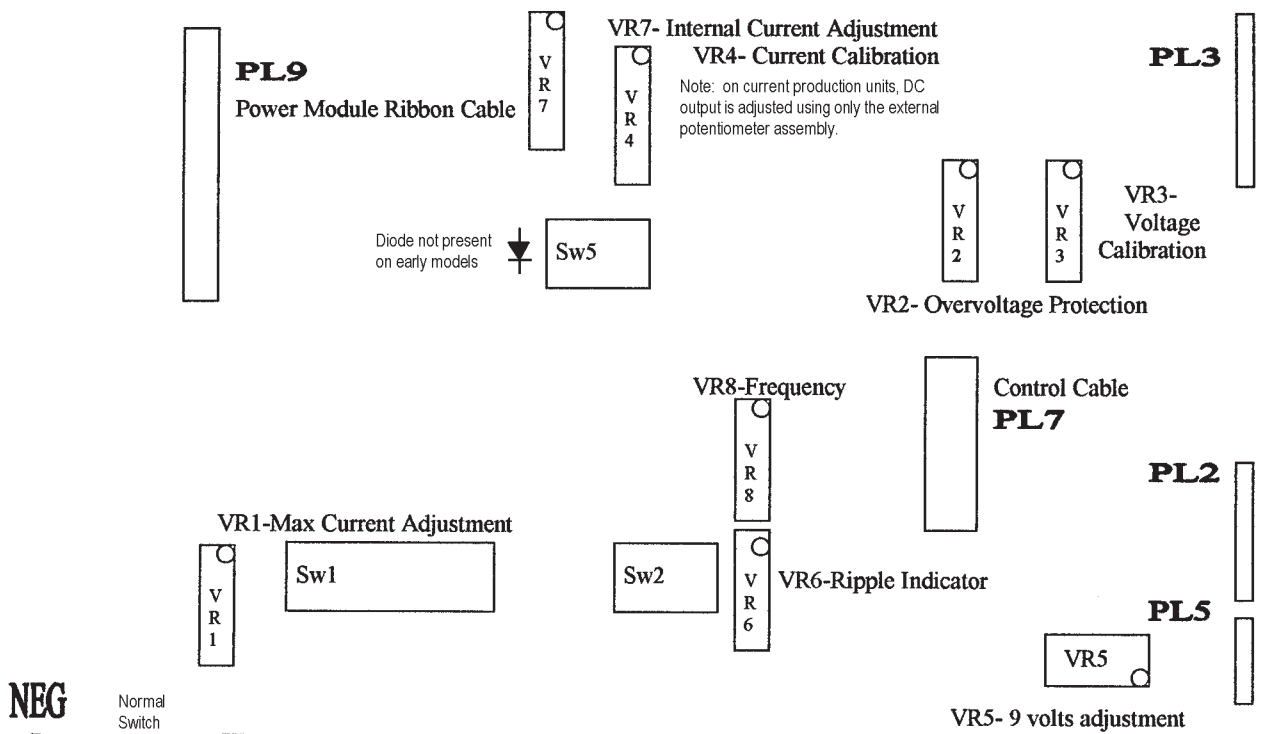 VR7- Internal Current Adjustment
VR4- Current Calibration
Note: on current production units, DC
output is adjusted using only the external
potentiometer assembly.
PL9
Power Module Ribbon Cable
V
R
7
V
R
4
PL3
Diode not present
on early models
Sw5
V
R
2
V
R
3
VR3-
Voltage
Calibration
VR2- Overvoltage Protection
VR8-Frequency
V
R
8
Control Cable
PL7
PL2
VR1-Max Current Adjustment
V
R
1
Sw1
Sw2
V
R
6
VR6-Ripple Indicator
PL5
VR5
VR5- 9 volts adjustment
NEG
Normal
Switch